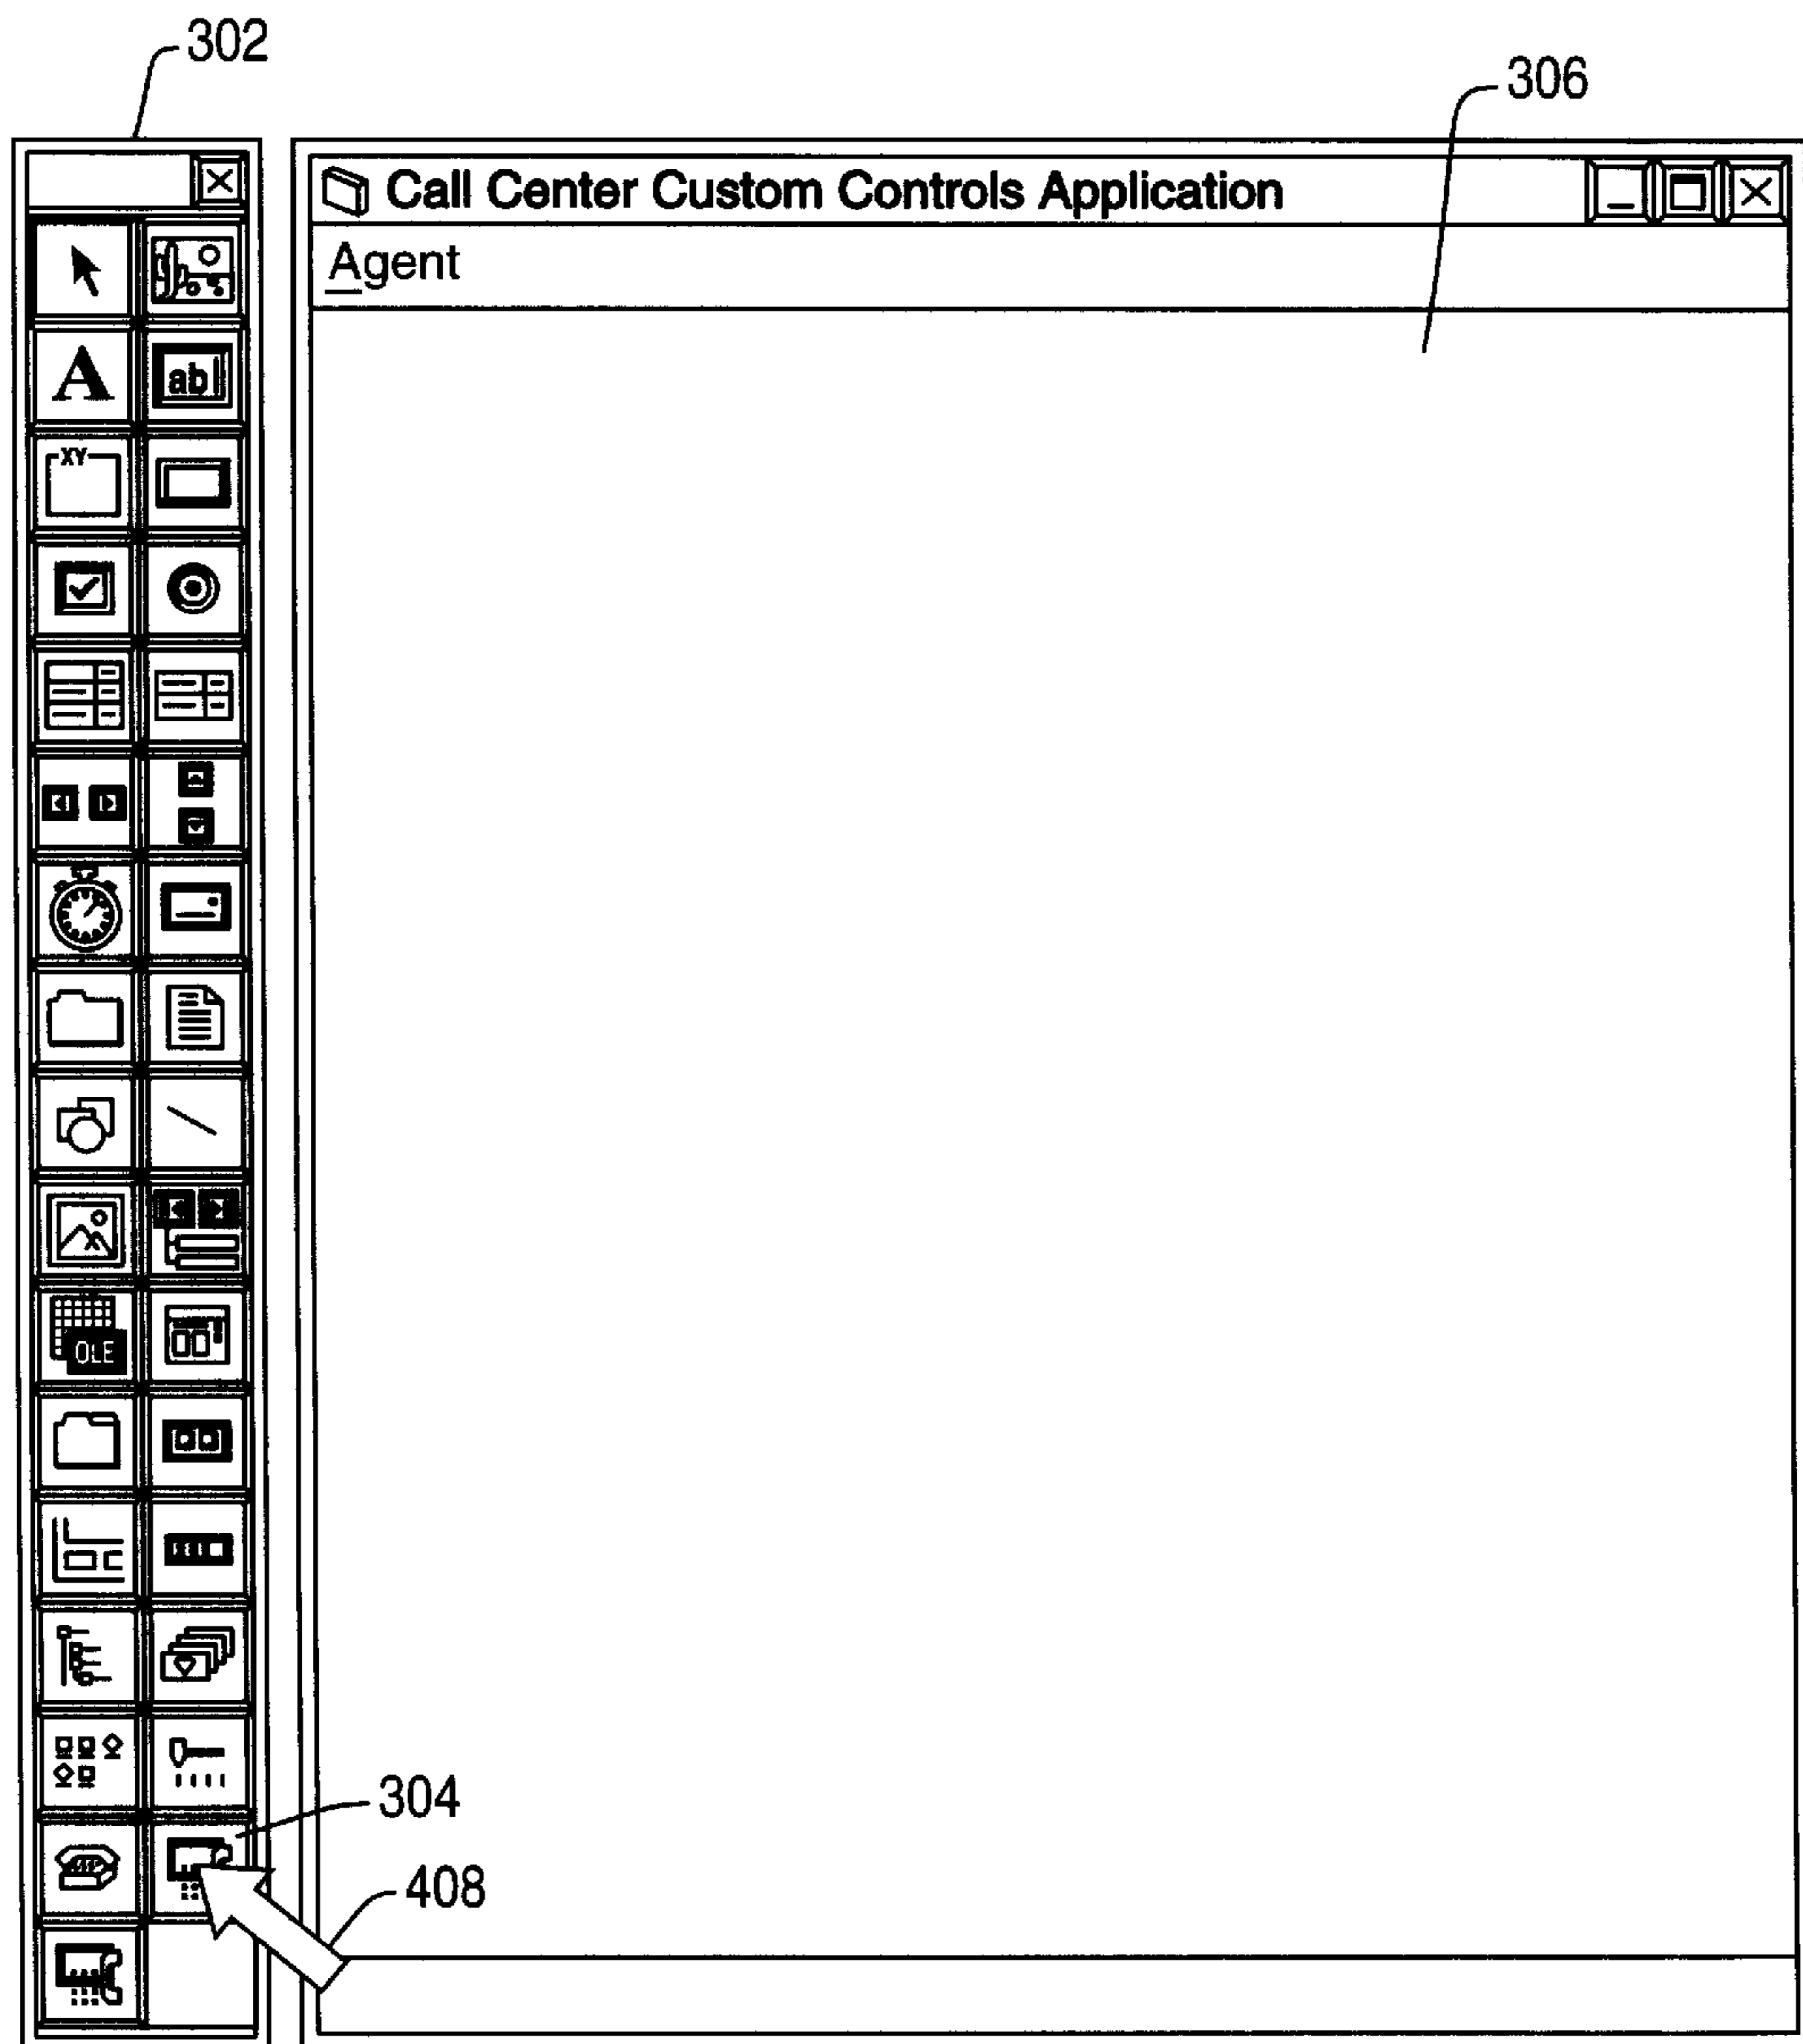 302
306
Call Center Custom Controls Application
Agent
A
ab
XY
OLE
304
408